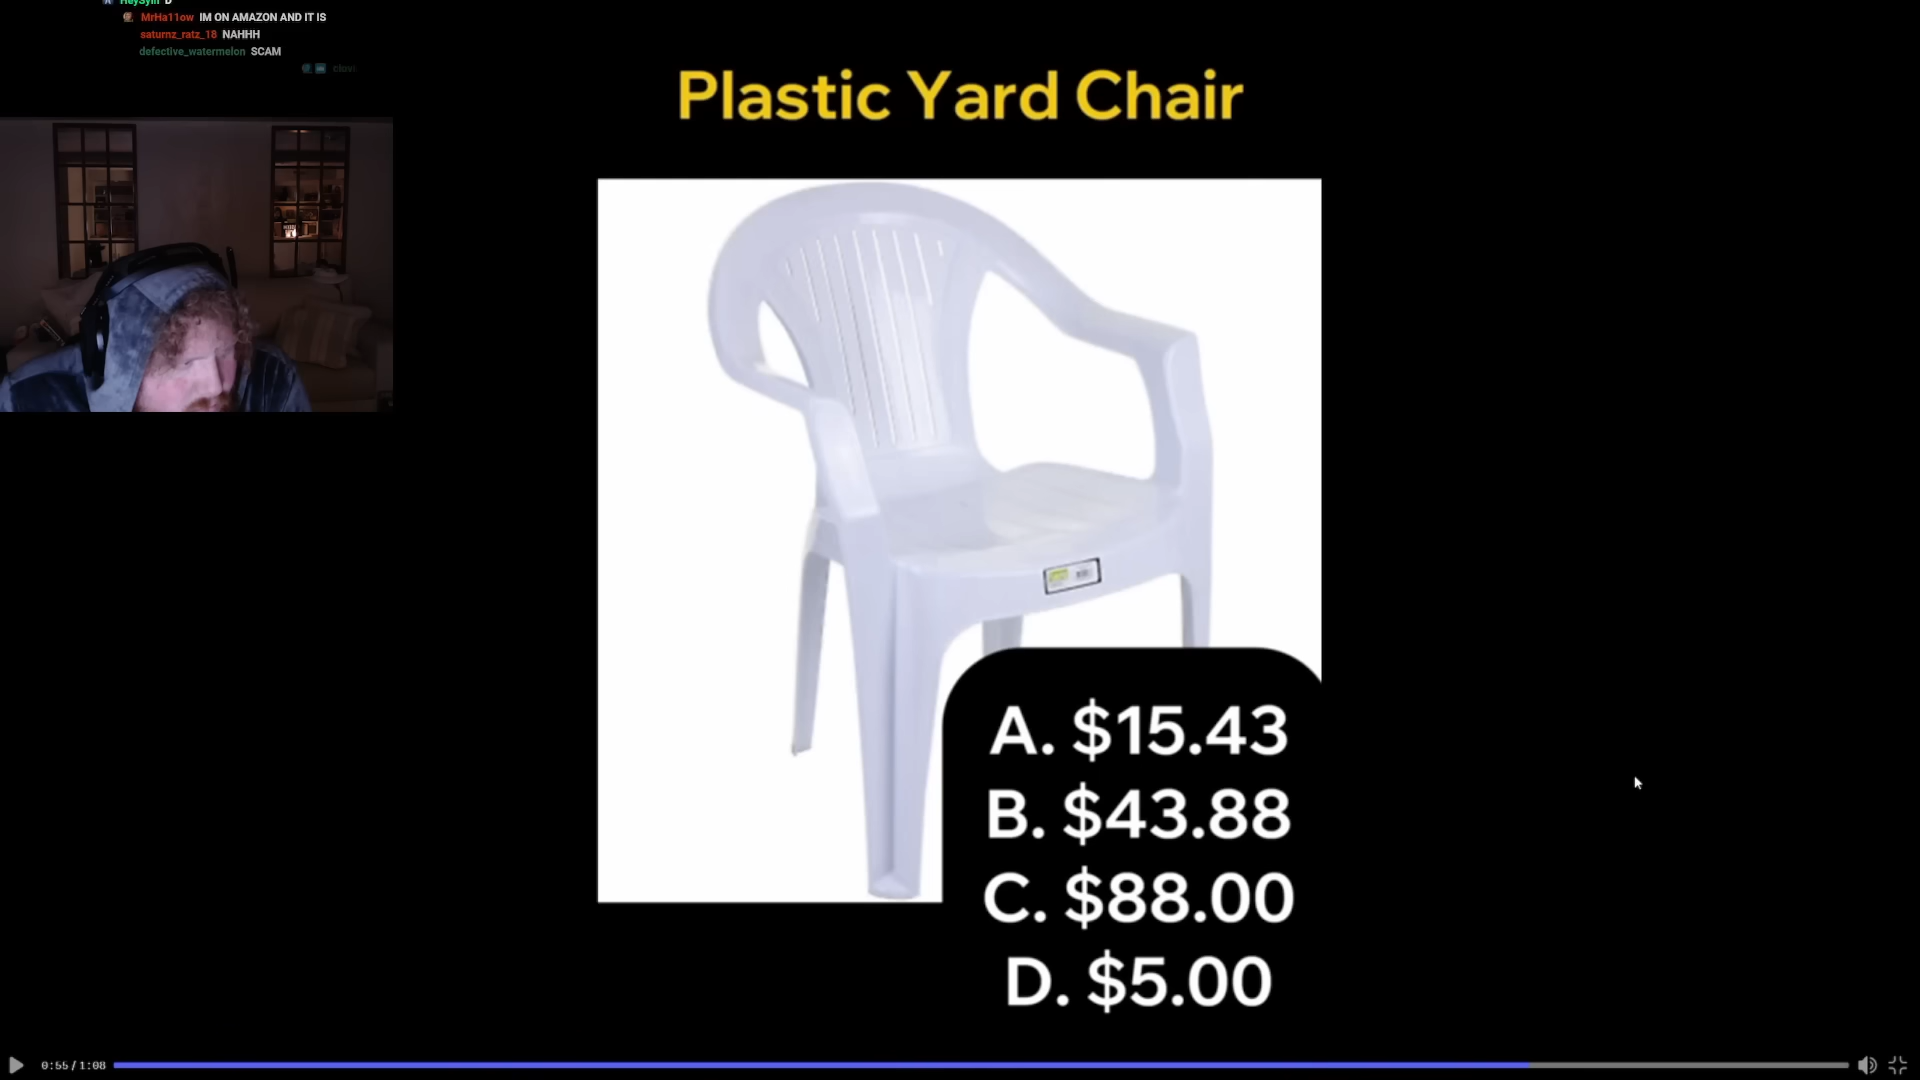 HeySyin D
MrHa11ow IM ON AMAZON AND IT IS
saturnz_ratz_18 NAHHH
defective_watermelon SCAM
Plastic Yard Chair
A. $15.43
B. $43.88
C. $88.00
D. $5.00
0:55 / 1:08